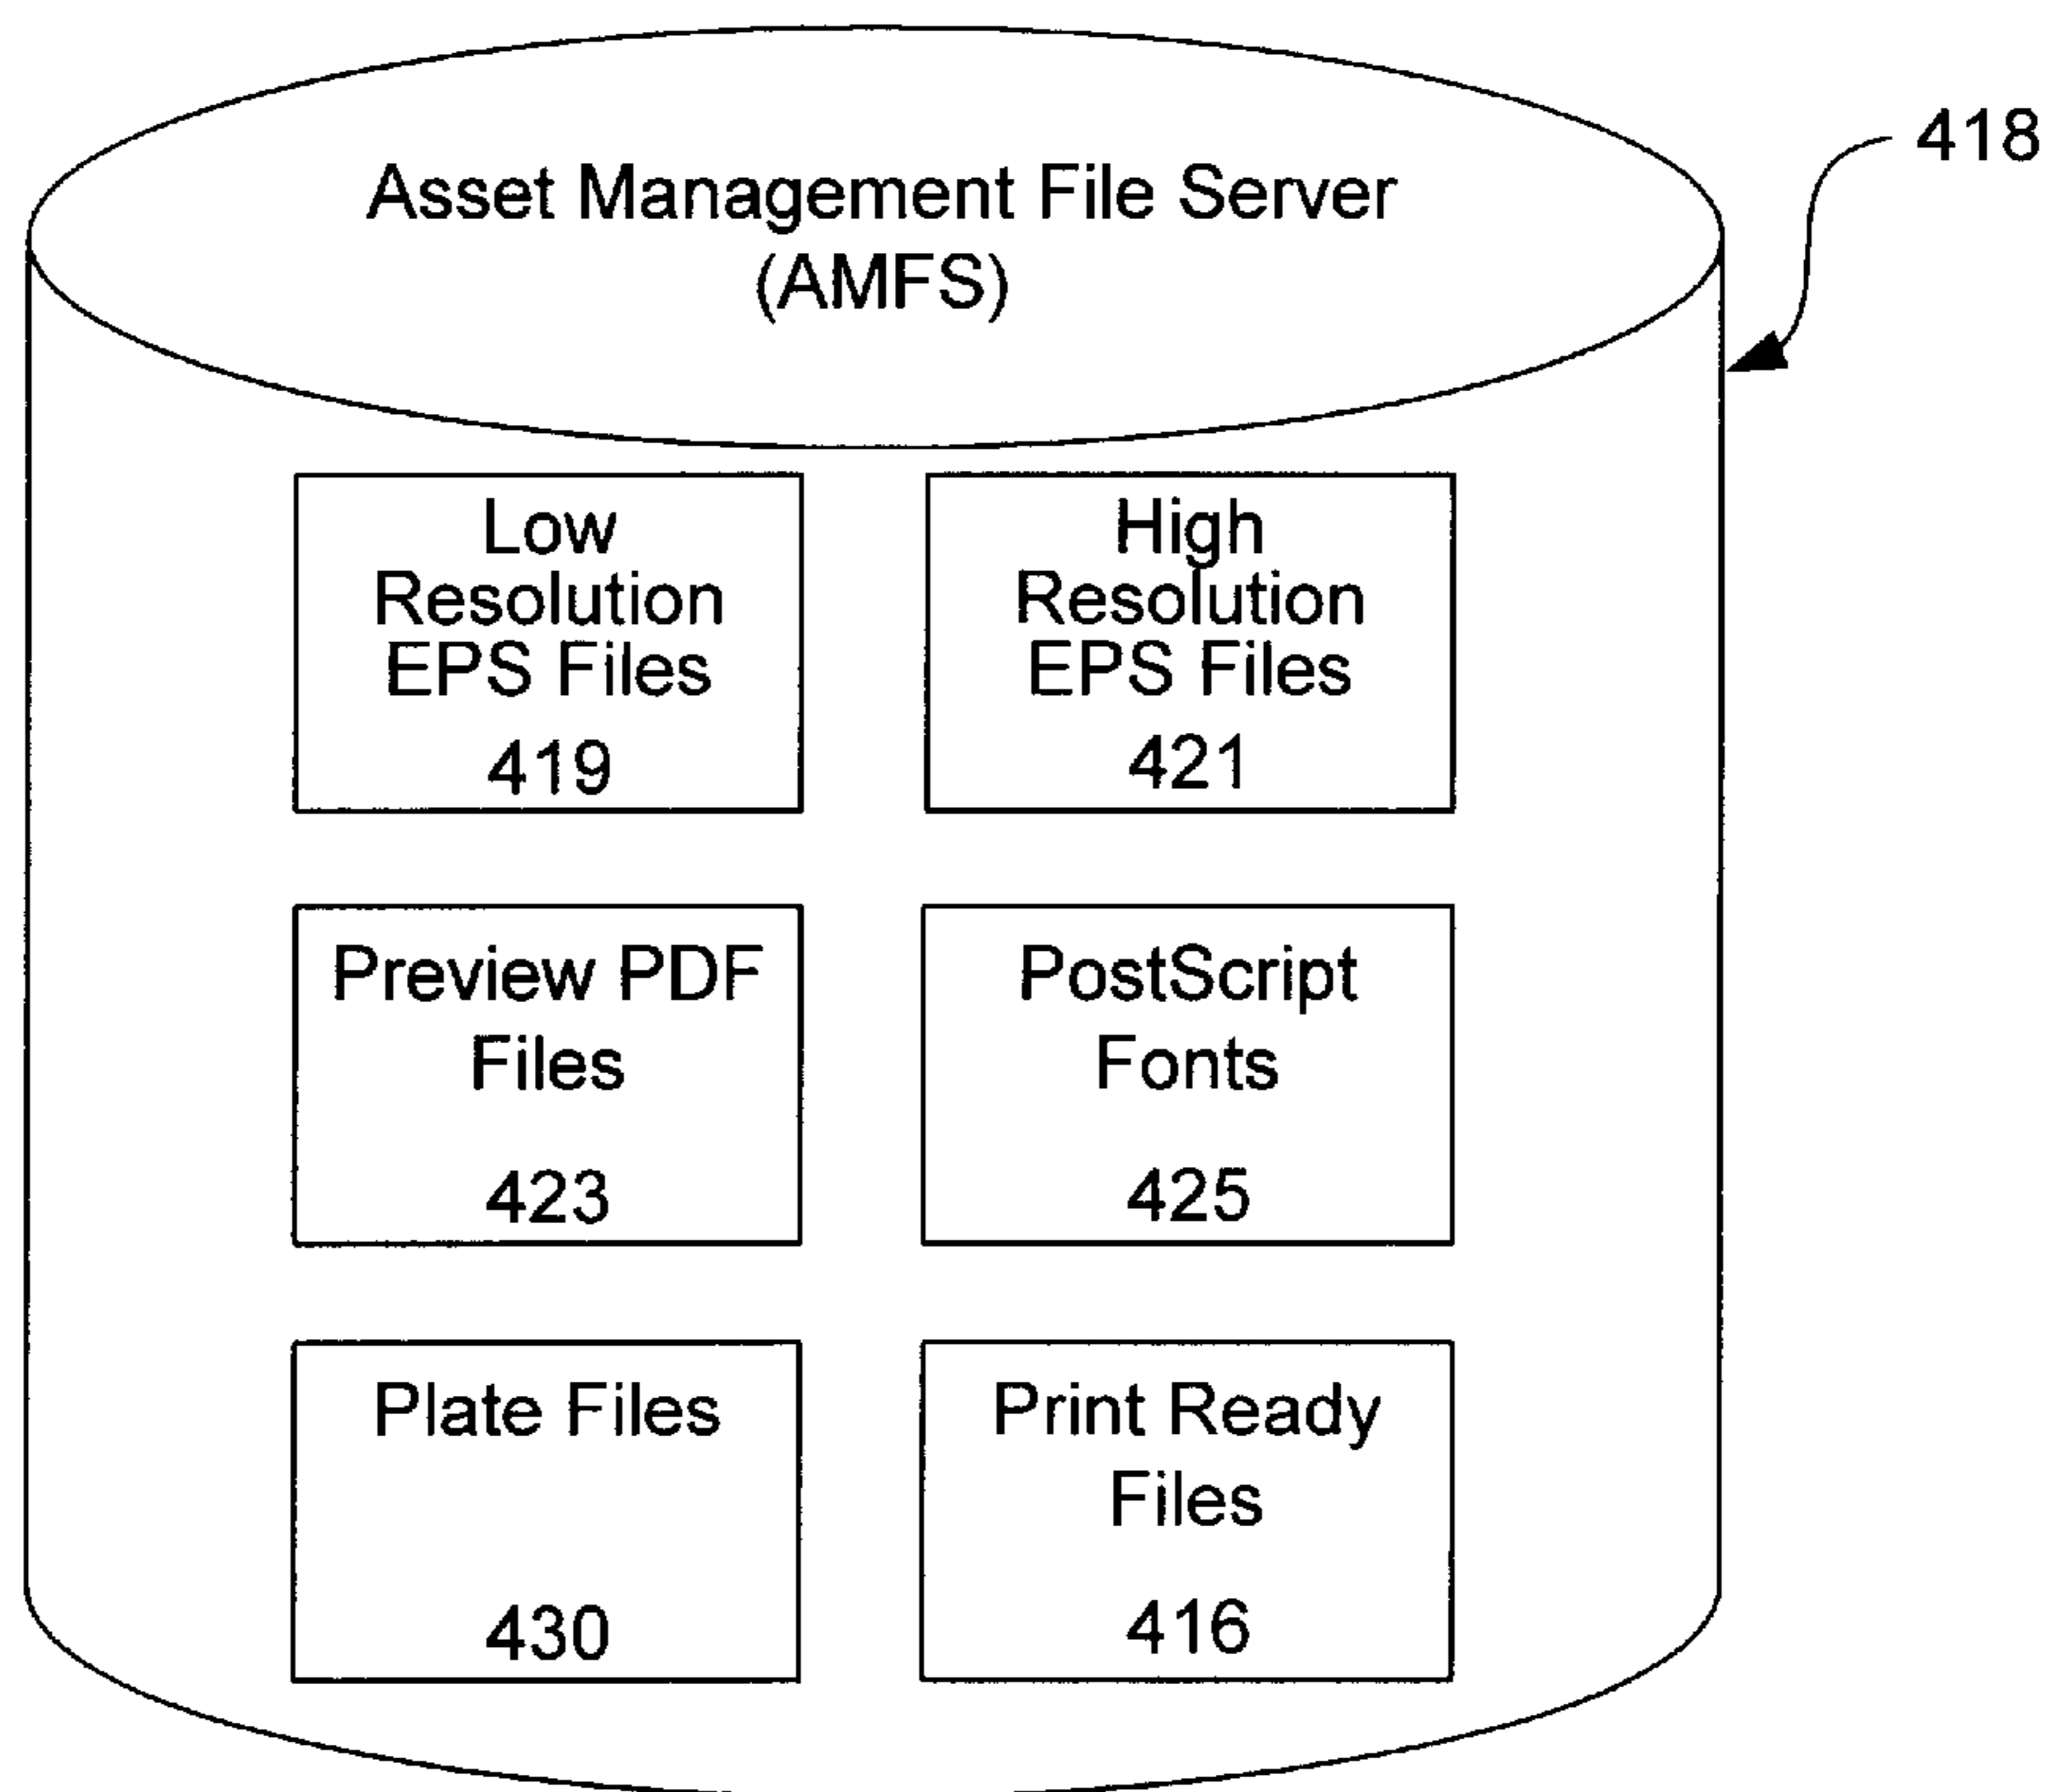 Asset Management File Server
(AMFS)
418
Low
Resolution
EPS Files
419
High
Resolution
EPS Files
421
Preview PDF
Files
423
PostScript
Fonts
425
Plate Files
430
Print Ready
Files
416